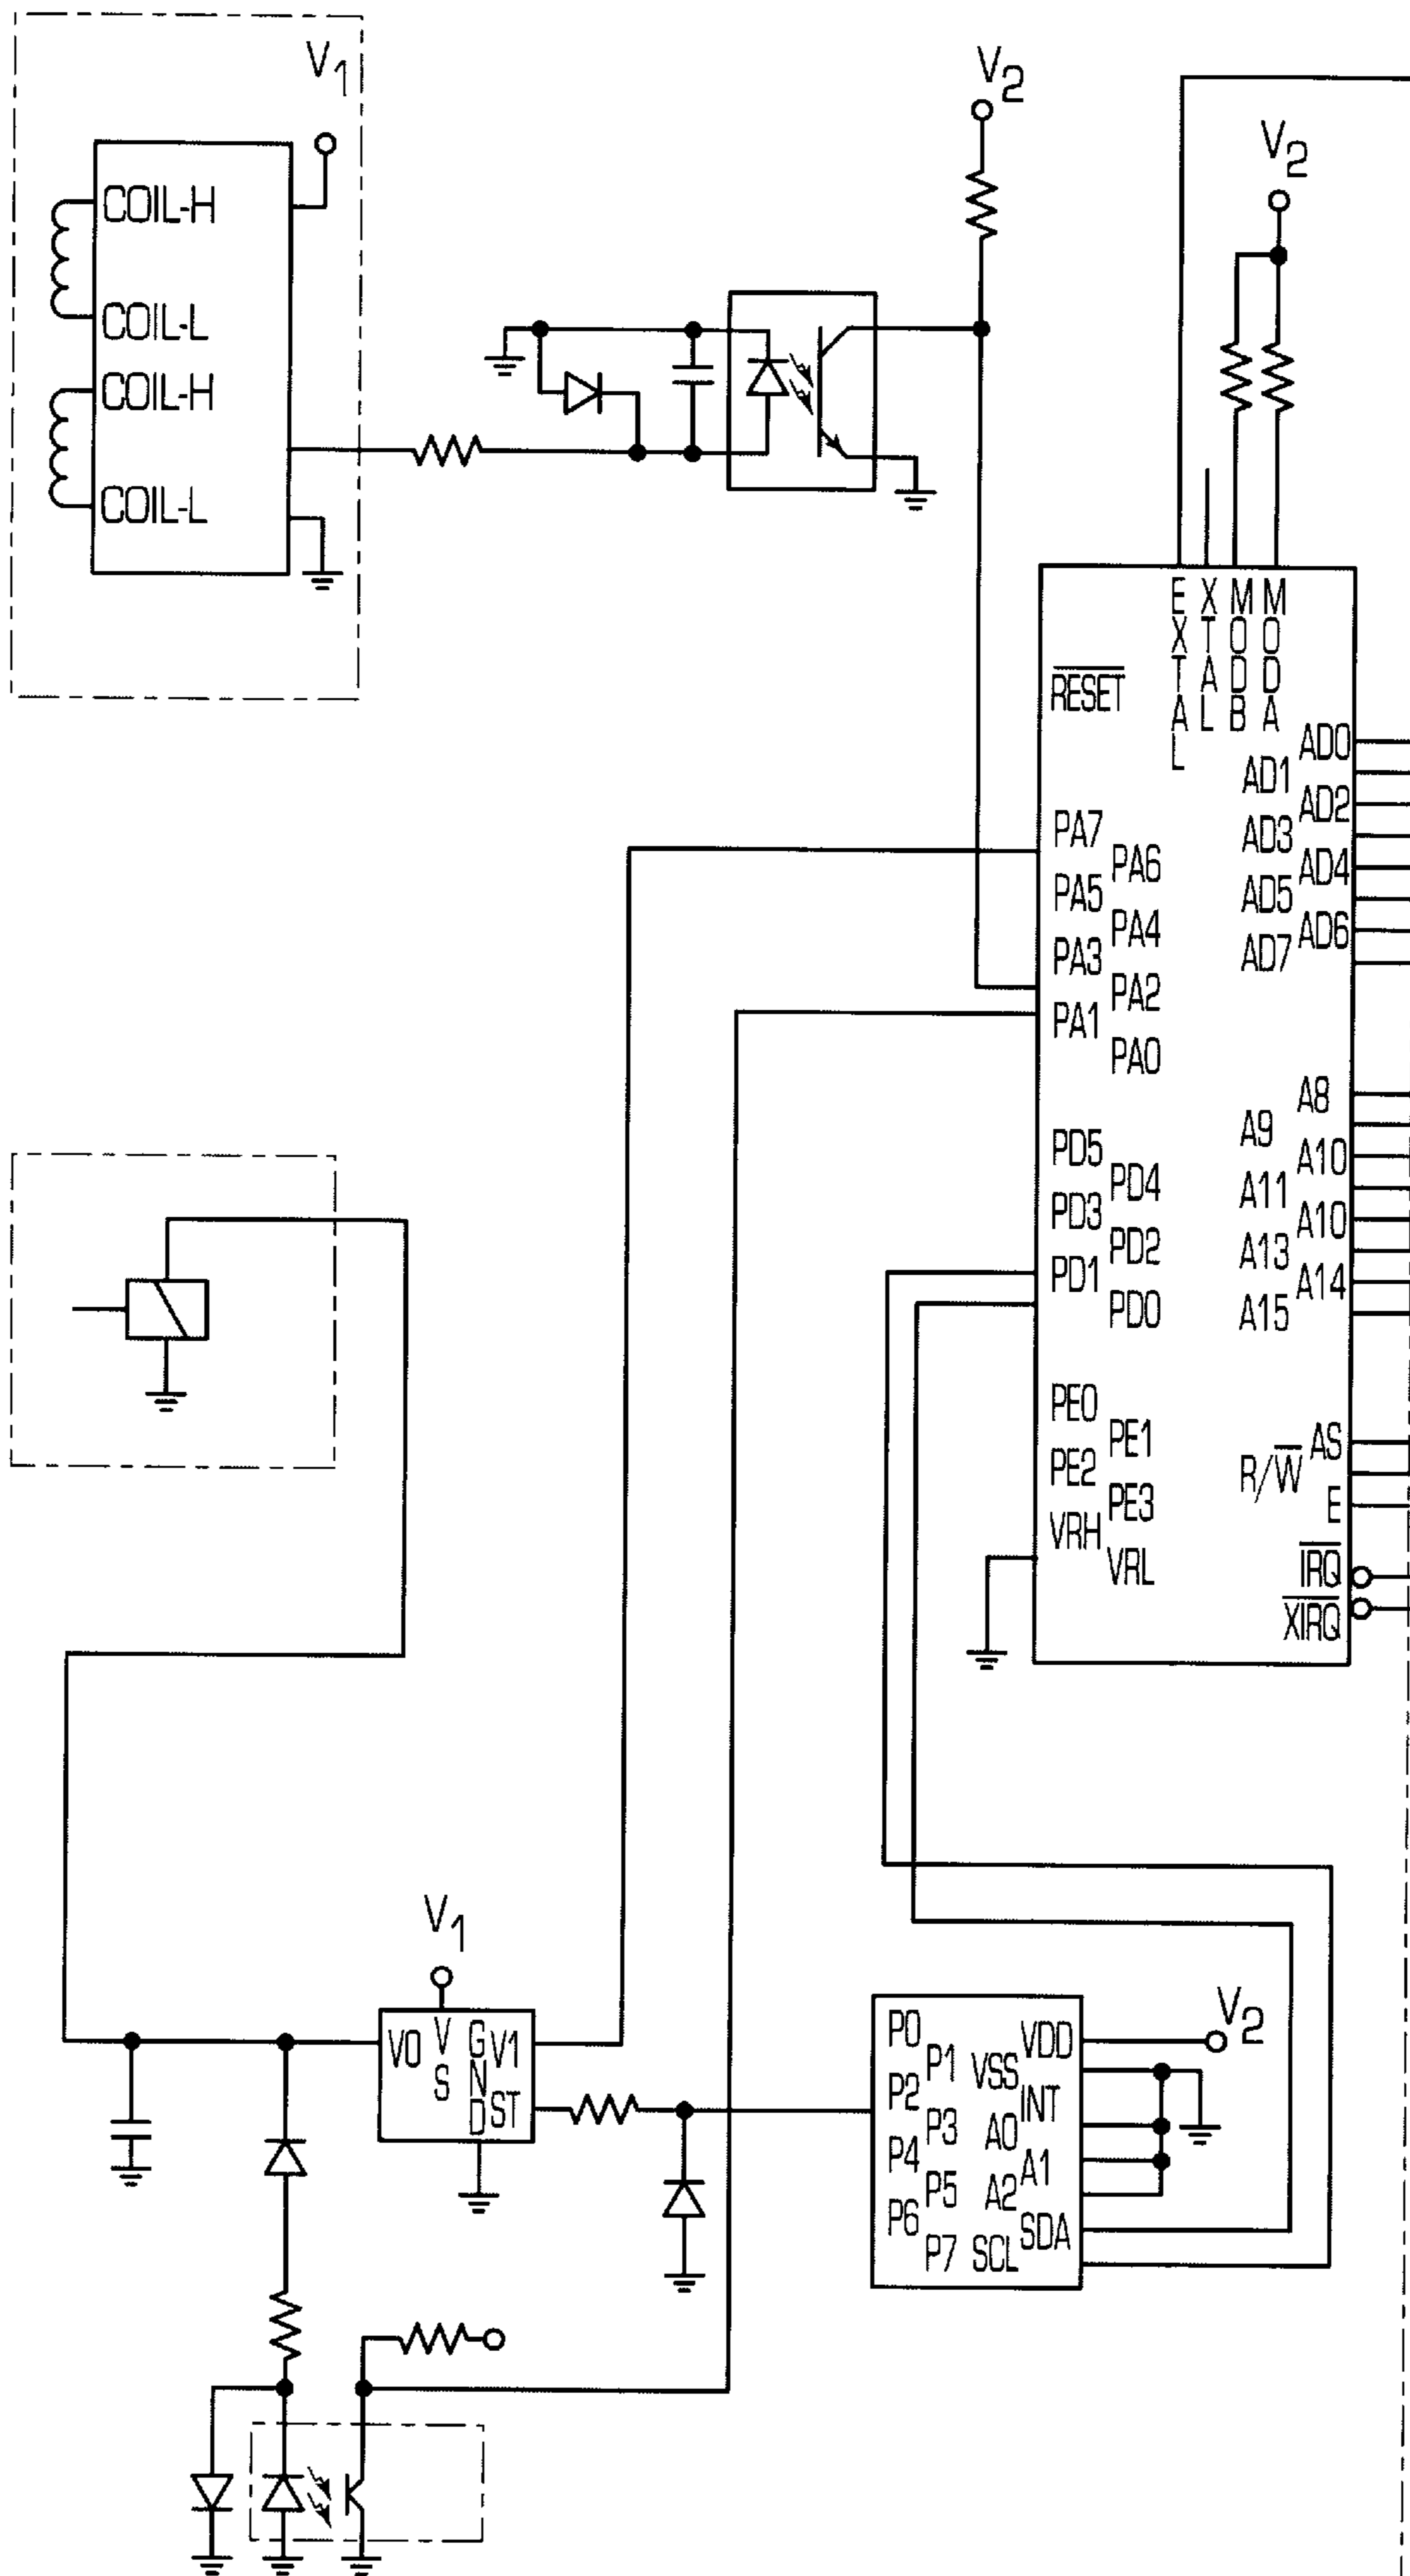 V1
COIL-H
COIL-L
COIL-H
COIL-L
V2
V2
EXTAL
XTAL
MODB
MODA
RESET
PA7
PA6
PA5
PA4
PA3
PA2
PA1
PA0
PD5
PD4
PD3
PD2
PD1
PD0
PE0
PE1
PE2
PE3
VRH
VRL
AD0
AD1
AD2
AD3
AD4
AD5
AD6
AD7
A8
A9
A10
A11
A10
A13
A14
A15
AS
R/W
E
IRQ
XIRQ
V1
VO
VS
GND
V1
ST
P0
P1
P2
P3
P4
P5
P6
P7
VDD
VSS
INT
A0
A1
A2
SDA
SCL
V2